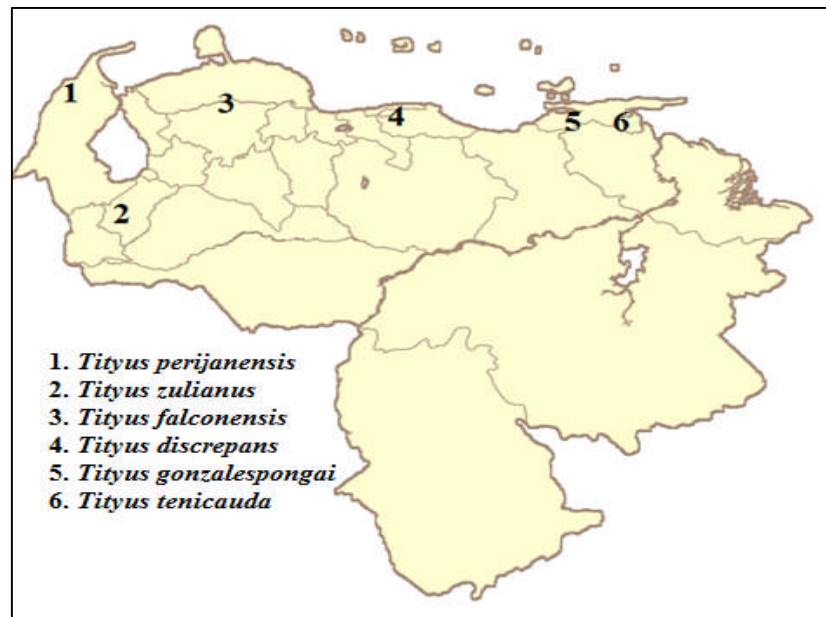 1
2
3
4
5
6
1. Tityus perijanensis
2. Tityus zulianus
3. Tityus falconensis
4. Tityus discrepans
5. Tityus gonzalespongai
6. Tityus tenicauda